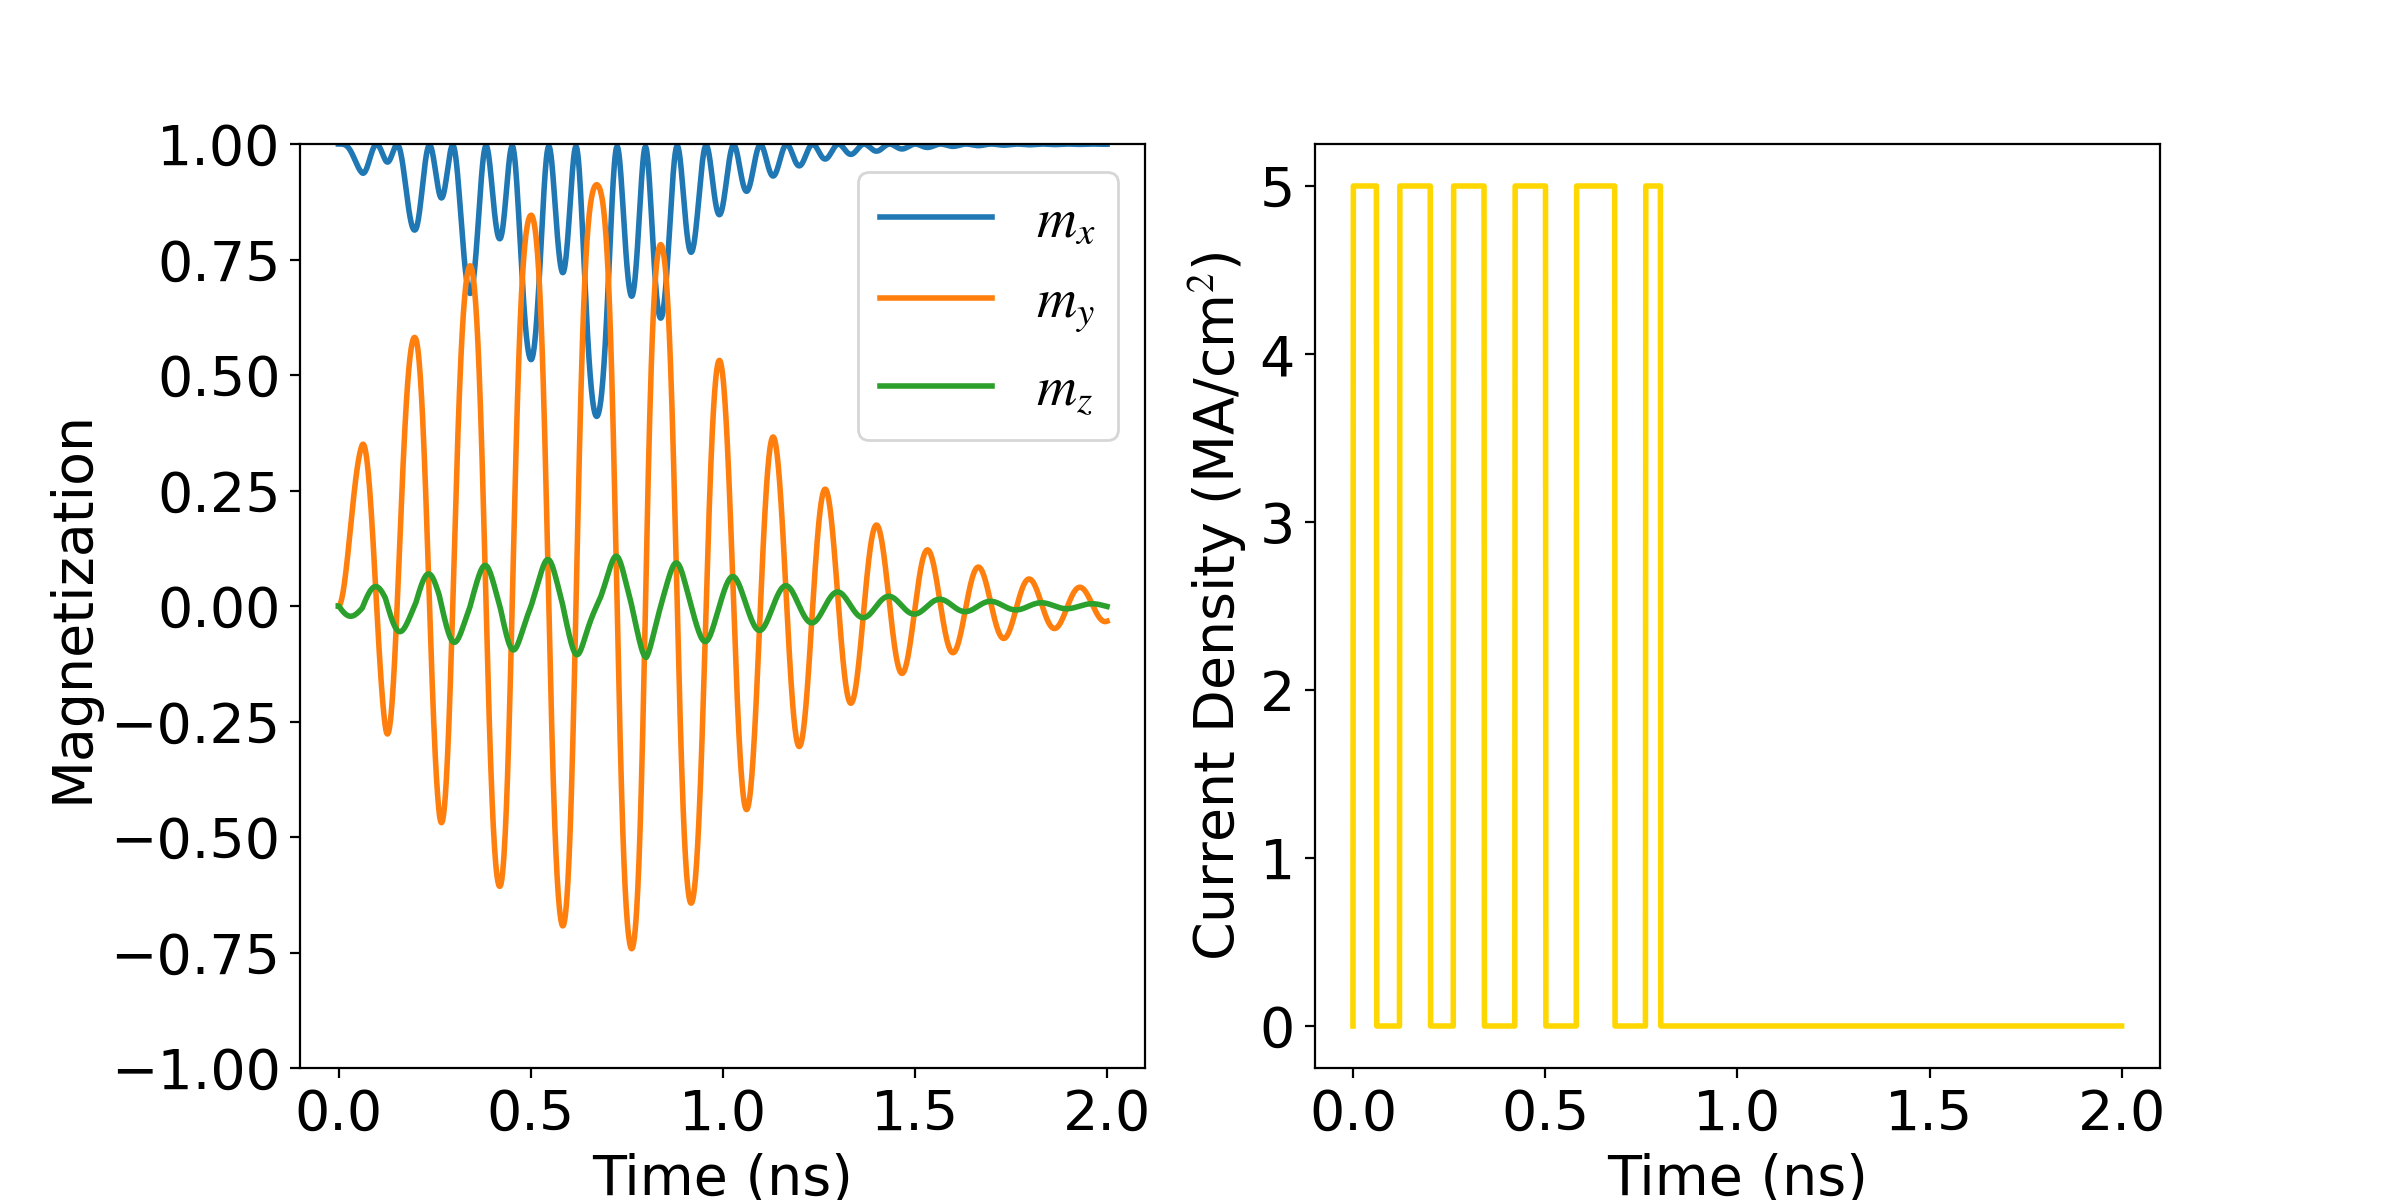 Magnetization
1.00
0.75
0.50
0.25
0.00
−0.25
−0.50
−0.75
−1.00
0.0 0.5 1.0 1.5 2.0
Time (ns)
m_x
m_y
m_z
Current Density (MA/cm²)
5
4
3
2
1
0
0.0 0.5 1.0 1.5 2.0
Time (ns)